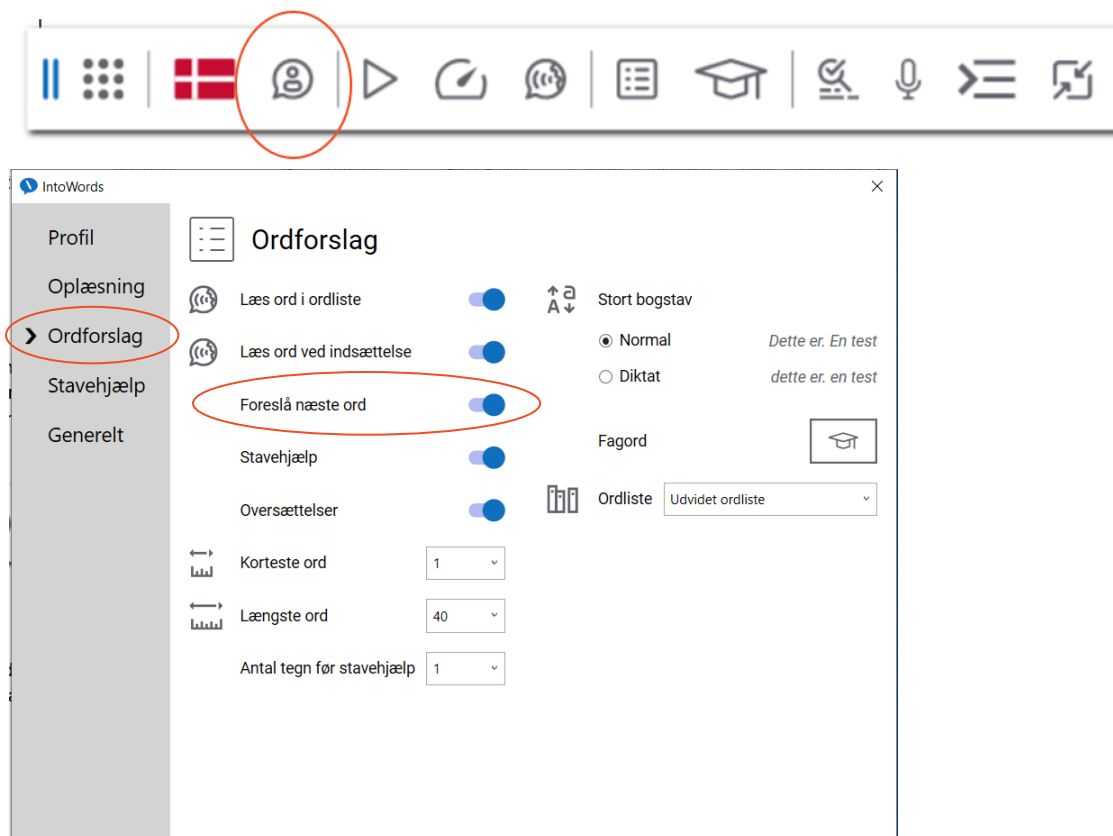 IntoWords
Profil
Oplæsning
Ordforslag
Stavehjælp
Generelt
Ordforslag
Læs ord i ordliste
Læs ord ved indsættelse
Foreslå næste ord
Stavehjælp
Oversættelser
Korteste ord 1
Længste ord 40
Antal tegn før stavehjælp 1
Stort bogstav
Normal Dette er. En test
Diktat dette er. en test
Fagord
Ordliste Udvidet ordliste